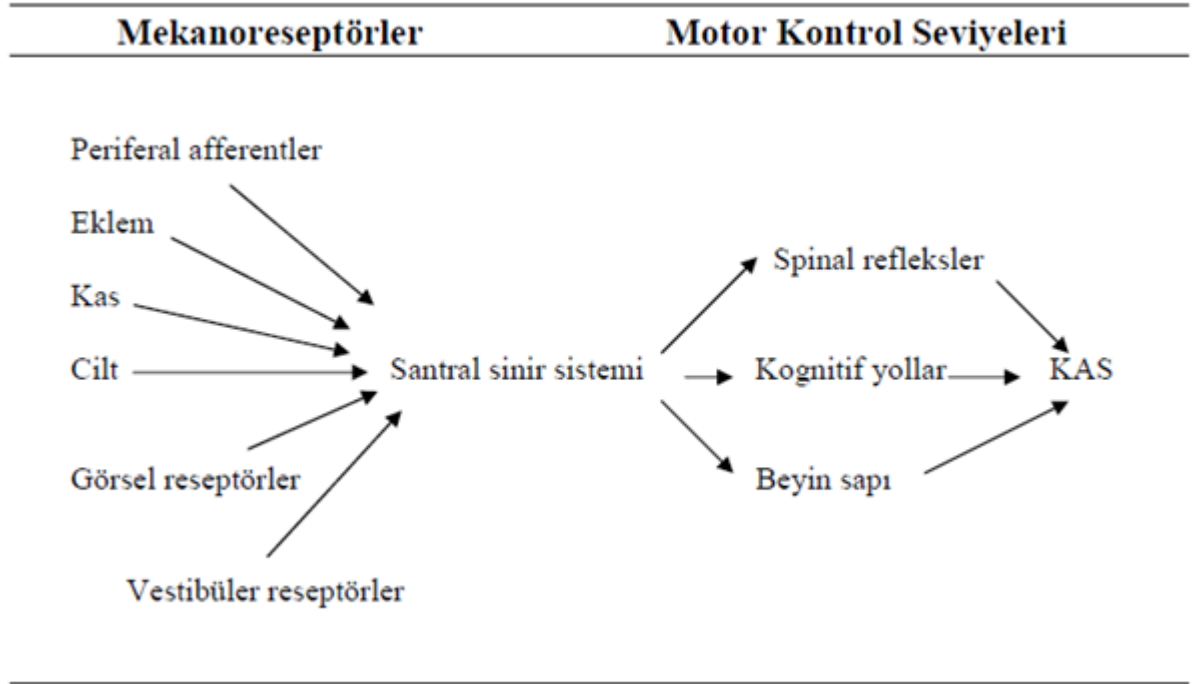 Mekanoreseptörler Motor Kontrol Seviyeleri
Periferal afferentler
Eklem
Spinal refleksler
Kas
Cilt Santral sinir sistemi Kognitif yollar KAS
Görsel reseptörler Beyin sapı
Vestibüler reseptörler